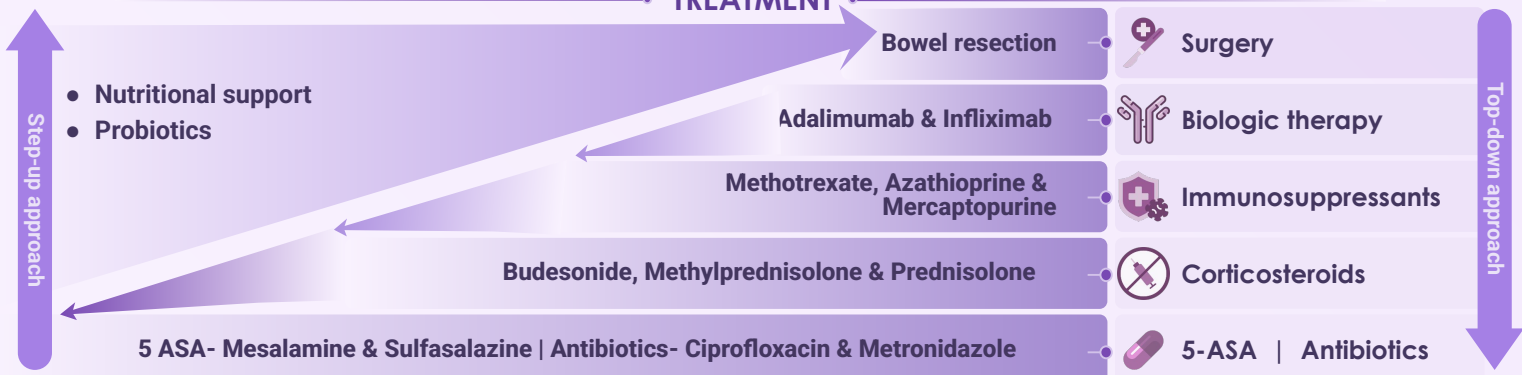 TREATMENT
Step-up approach
• Nutritional support
• Probiotics
Bowel resection
Surgery
Adalimumab & Infliximab
Biologic therapy
Methotrexate, Azathioprine &
Mercaptopurine
Immunosuppressants
Budesonide, Methylprednisolone & Prednisolone
Corticosteroids
5 ASA- Mesalamine & Sulfasalazine | Antibiotics- Ciprofloxacin & Metronidazole
5-ASA | Antibiotics
Top-down approach